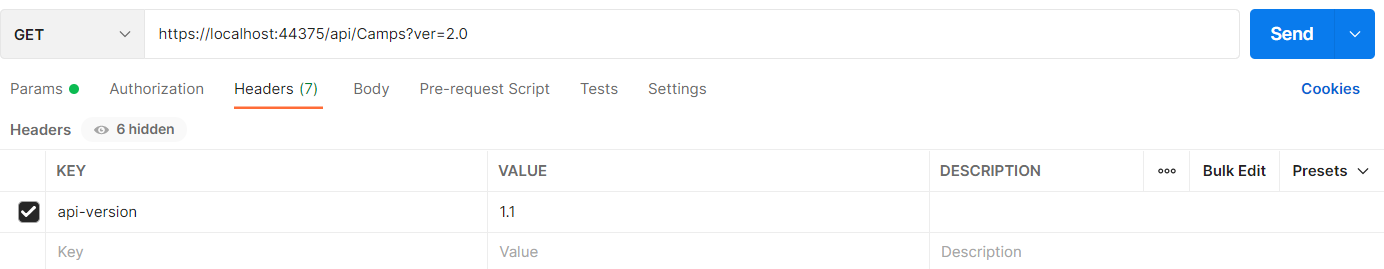 GET https://localhost:44375/api/Camps?ver=2.0 Send
Params Authorization Headers (7) Body Pre-request Script Tests Settings Cookies
Headers 6 hidden
KEY VALUE DESCRIPTION ooo Bulk Edit Presets
api-version 1.1
Key Value Description